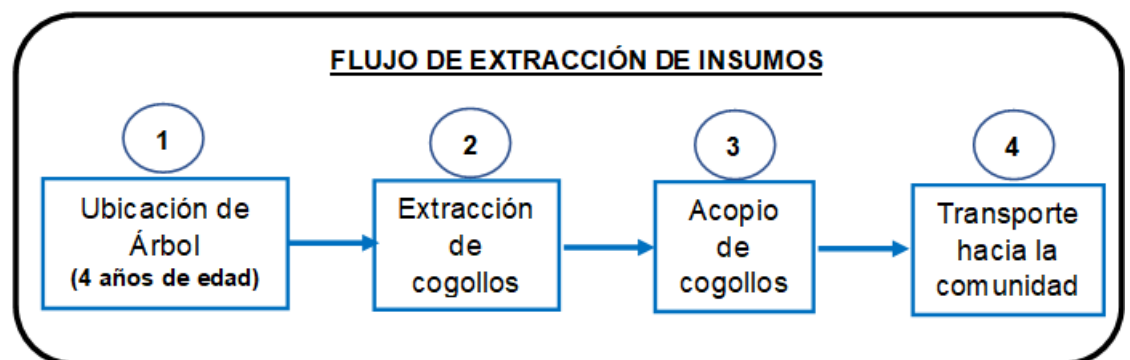 FLUJO DE EXTRACCIÓN DE INSUMOS
1
Ubicación de
Árbol
(4 años de edad)
2
Extracción
de
cogollos
3
Acopio
de
cogollos
4
Transporte
hacia la
comunidad